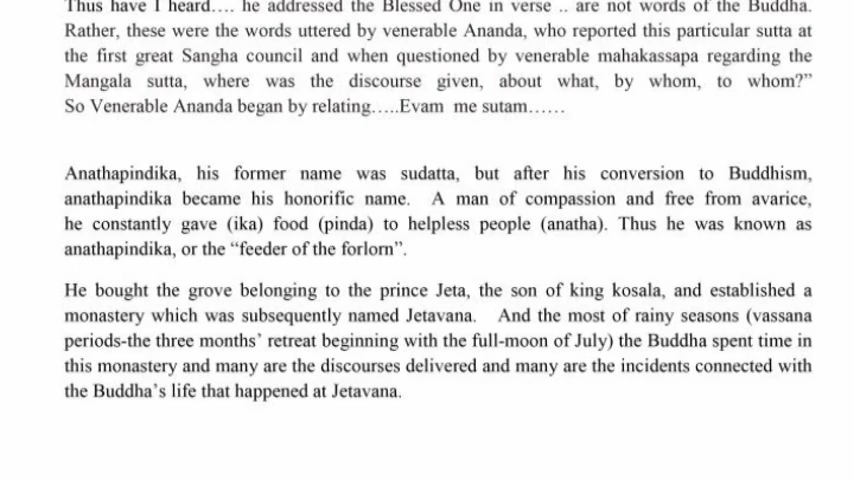 Thus have I heard…. he addressed the Blessed One in verse .. are not words of the Buddha.
Rather, these were the words uttered by venerable Ananda, who reported this particular sutta at
the first great Sangha council and when questioned by venerable mahakassapa regarding the
Mangala sutta, where was the discourse given, about what, by whom, to whom?”
So Venerable Ananda began by relating…..Evam me sutam……
Anathapindika, his former name was sudatta, but after his conversion to Buddhism,
anathapindika became his honorific name. A man of compassion and free from avarice,
he constantly gave (ika) food (pinda) to helpless people (anatha). Thus he was known as
anathapindika, or the “feeder of the forlorn”.
He bought the grove belonging to the prince Jeta, the son of king kosala, and established a
monastery which was subsequently named Jetavana. And the most of rainy seasons (vassana
periods-the three months’ retreat beginning with the full-moon of July) the Buddha spent time in
this monastery and many are the discourses delivered and many are the incidents connected with
the Buddha’s life that happened at Jetavana.